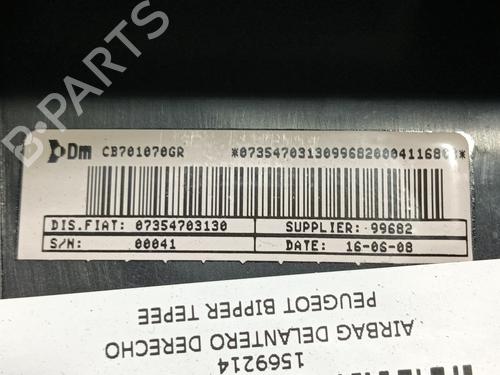 B-PARTS
Dm CB701070GR
DIS.FIAT: 07354703130 SUPPLIER: 99682
S/N: 00041 DATE: 16-06-08
1569214
AIRBAG DELANTERO DERECHO
PEUGEOT BIPPER TEPEE